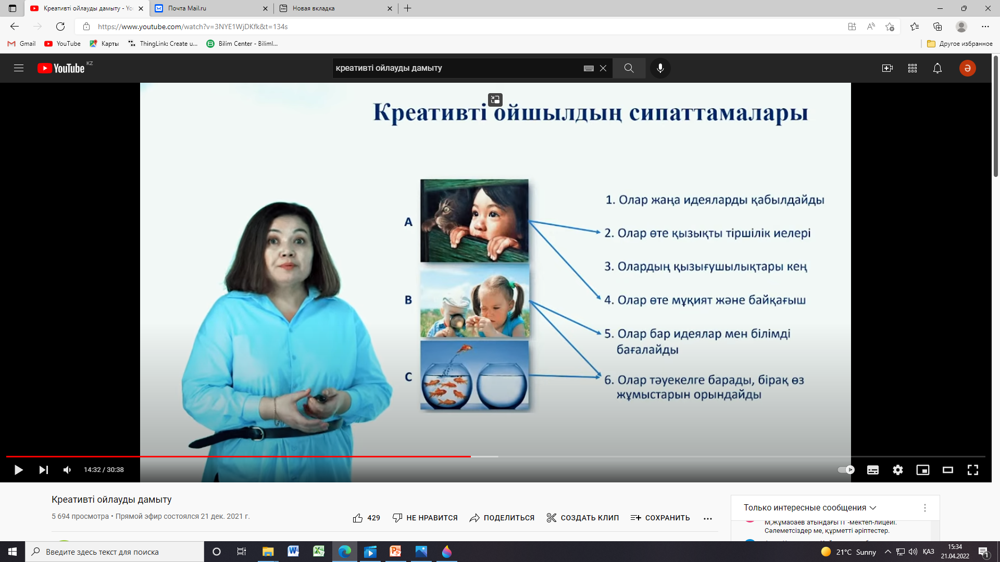 Креативті ойлауды дамыту - Yo
Почта Mail.ru
Новая вкладка
https://www.youtube.com/watch?v=3NYE1WjDKfk&t=134s
Gmail
YouTube
Карты
ThingLink: Create u...
Bilim Center - Biliml...
Другое избранное
YouTube KZ
креативті ойлауды дамыту
ә
Креативті ойшылдың сипаттамалары
A
B
C
1. Олар жаңа идеяларды қабылдайды
2. Олар өте қызықты тіршілік иелері
3. Олардың қызығушылықтары кең
4. Олар өте мұқият және байқағыш
5. Олар бар идеялар мен білімді
бағалайды
6. Олар тәуекелге барады, бірақ өз
жұмыстарын орындайды
14:32 / 30:38
Креативті ойлауды дамыту
5 694 просмотра • Прямой эфир состоялся 21 дек. 2021 г.
429
НЕ НРАВИТСЯ
ПОДЕЛИТЬСЯ
СОЗДАТЬ КЛИП
СОХРАНИТЬ
Только интересные сообщения
М,Жұмабаев атындағы IT -мектеп-лицейі.
Сәлеметсіздер ме, құрметті әріптестер.
Введите здесь текст для поиска
21°C Sunny
ҚАЗ
15:34
21.04.2022
1